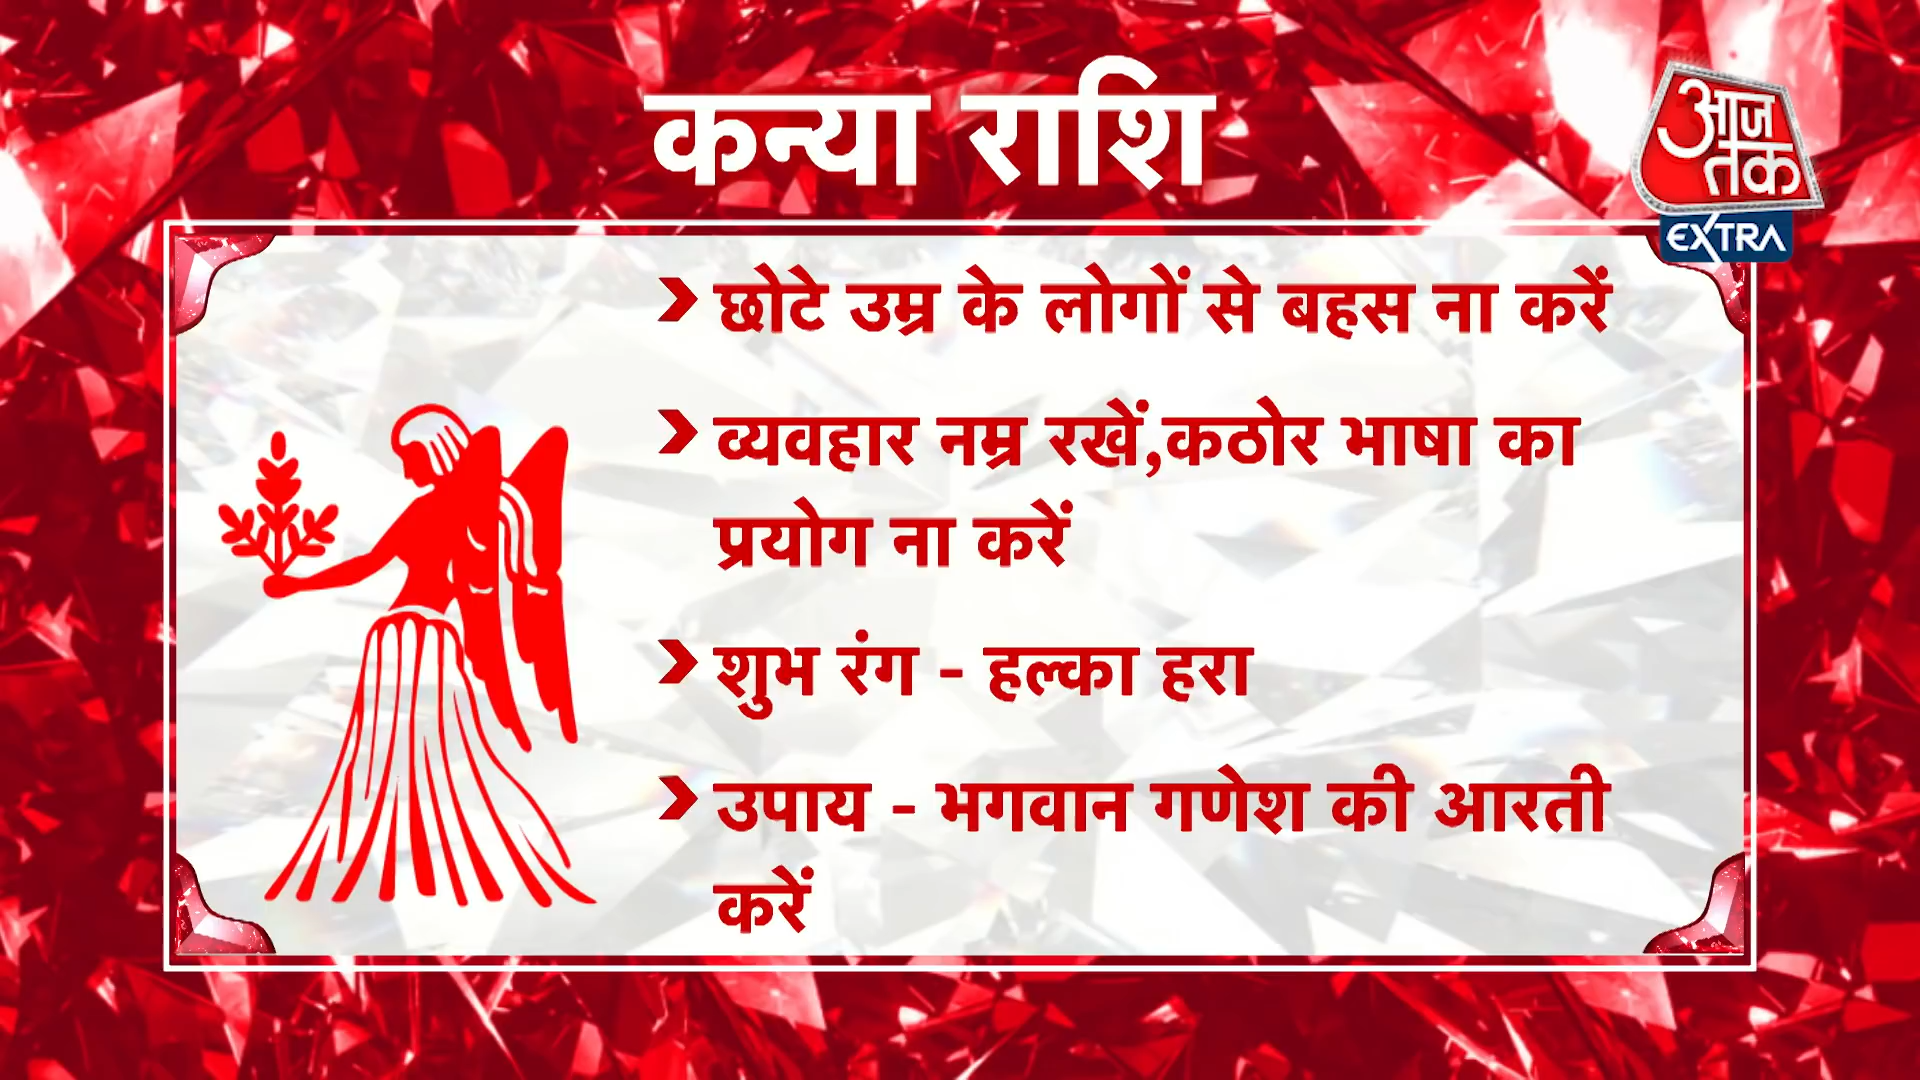 कन्या राशि
आज
तक
EXTRA
छोटे उम्र के लोगों से बहस ना करें
व्यवहार नम्र रखें,कठोर भाषा का
प्रयोग ना करें
शुभ रंग - हल्का हरा
उपाय - भगवान गणेश की आरती
करें